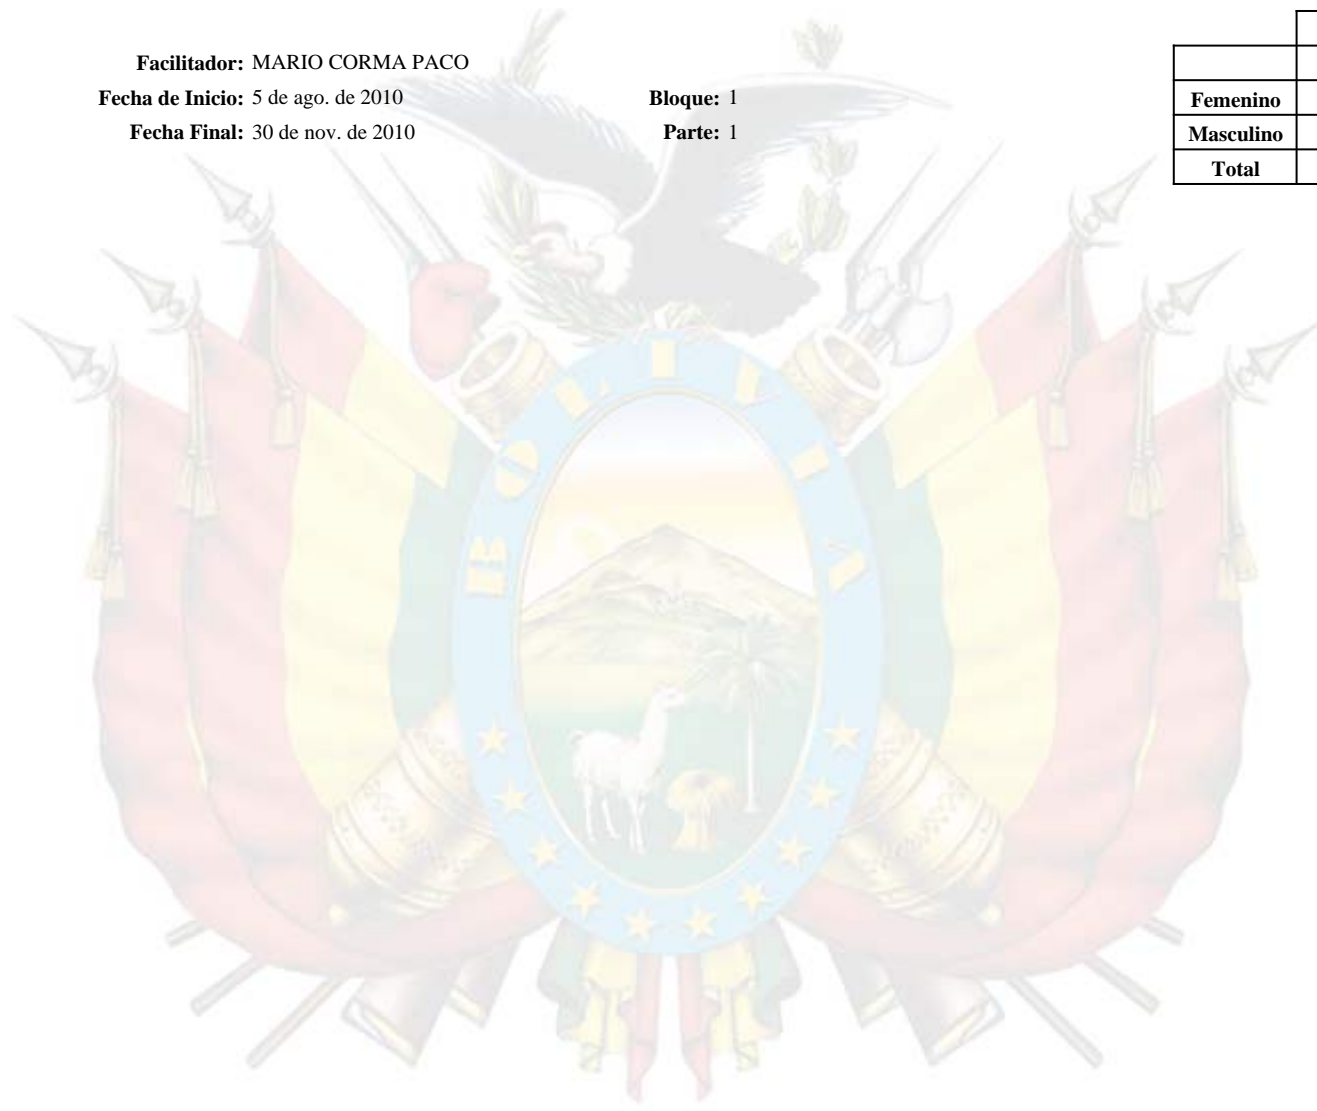 Facilitador: MARIO CORMA PACO
Fecha de Inicio: 5 de ago. de 2010
Bloque: 1
Fecha Final: 30 de nov. de 2010
Parte: 1
Femenino
Masculino
Total
BOLIVIA